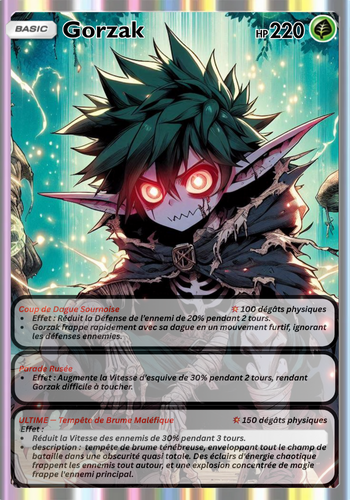 BASIC Gorzak HP 220
Coup de Dague Sournoise 100 dégâts physiques
• Effet : Réduit la Défense de l'ennemi de 20% pendant 2 tours.
• Gorzak frappe rapidement avec sa dague en un mouvement furtif, ignorant
les défenses ennemies.
Parade Rusée
• Effet : Augmente la Vitesse d'esquive de 30% pendant 2 tours, rendant
Gorzak difficile à toucher.
ULTIME – Tempête de Brume Maléfique 150 dégâts physiques
Effet :
• Réduit la Vitesse des ennemis de 30% pendant 3 tours.
• description : tempête de brume ténébreuse, enveloppant tout le champ de
bataille dans une obscurité quasi totale. Des éclairs d'énergie chaotique
frappent les ennemis tout autour, et une explosion concentrée de magie
frappe l'ennemi principal.